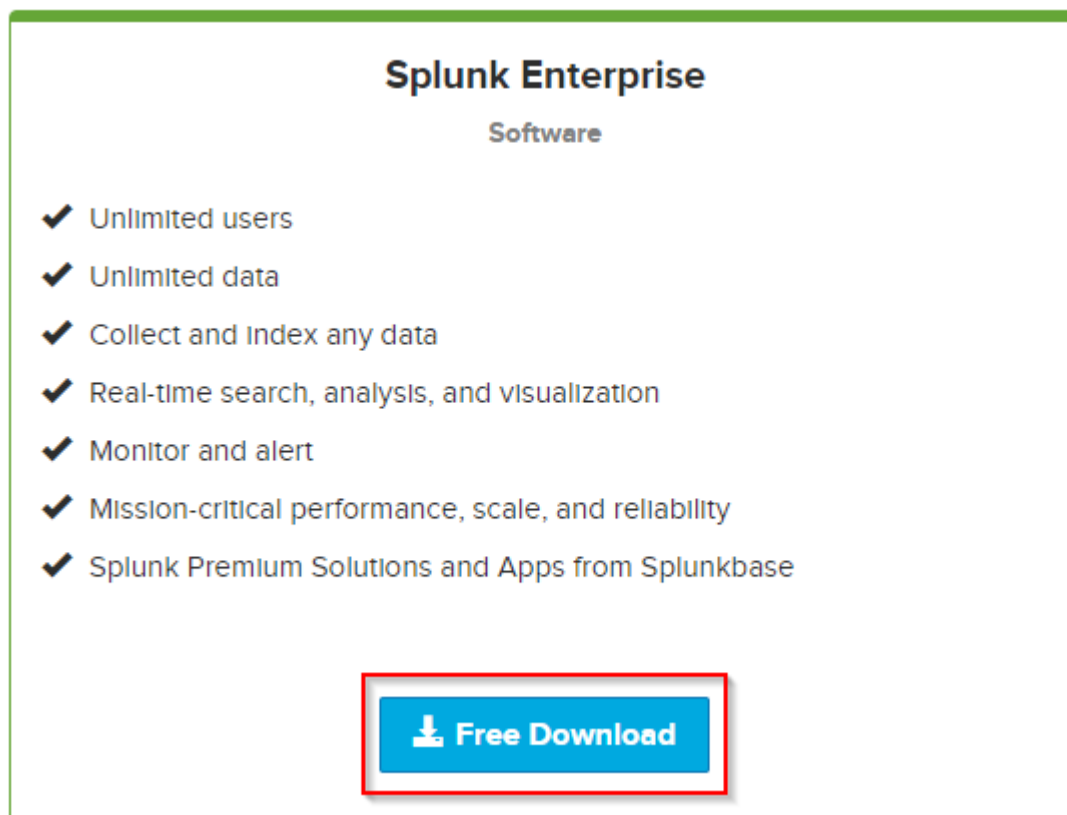 Splunk Enterprise
Software
Unlimited users
Unlimited data
Collect and index any data
Real-time search, analysis, and visualization
Monitor and alert
Mission-critical performance, scale, and reliability
Splunk Premium Solutions and Apps from Splunkbase
Free Download